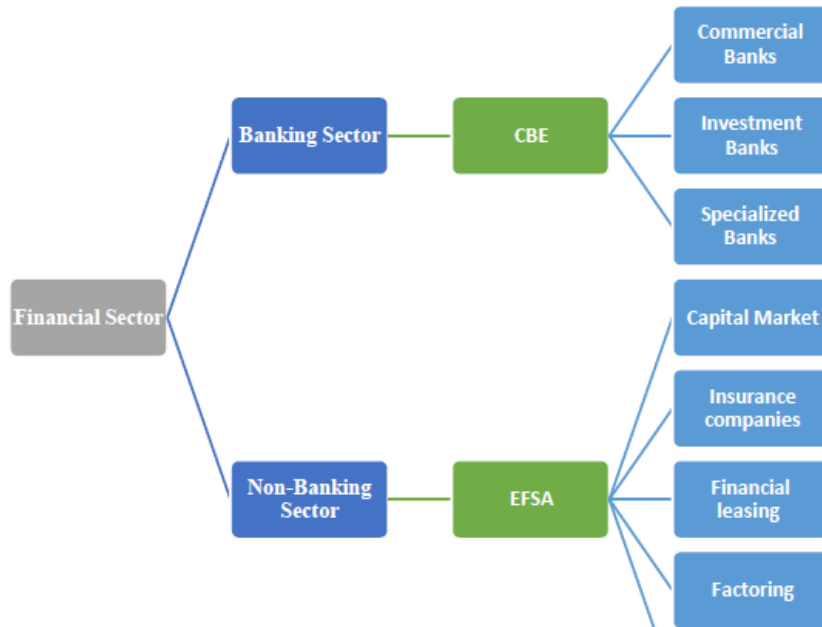 Commercial
Banks
Banking Sector
CBE
Investment
Banks
Specialized
Banks
Financial Sector
Capital Market
Insurance
companies
Non-Banking
Sector
EFSA
Financial
leasing
Factoring